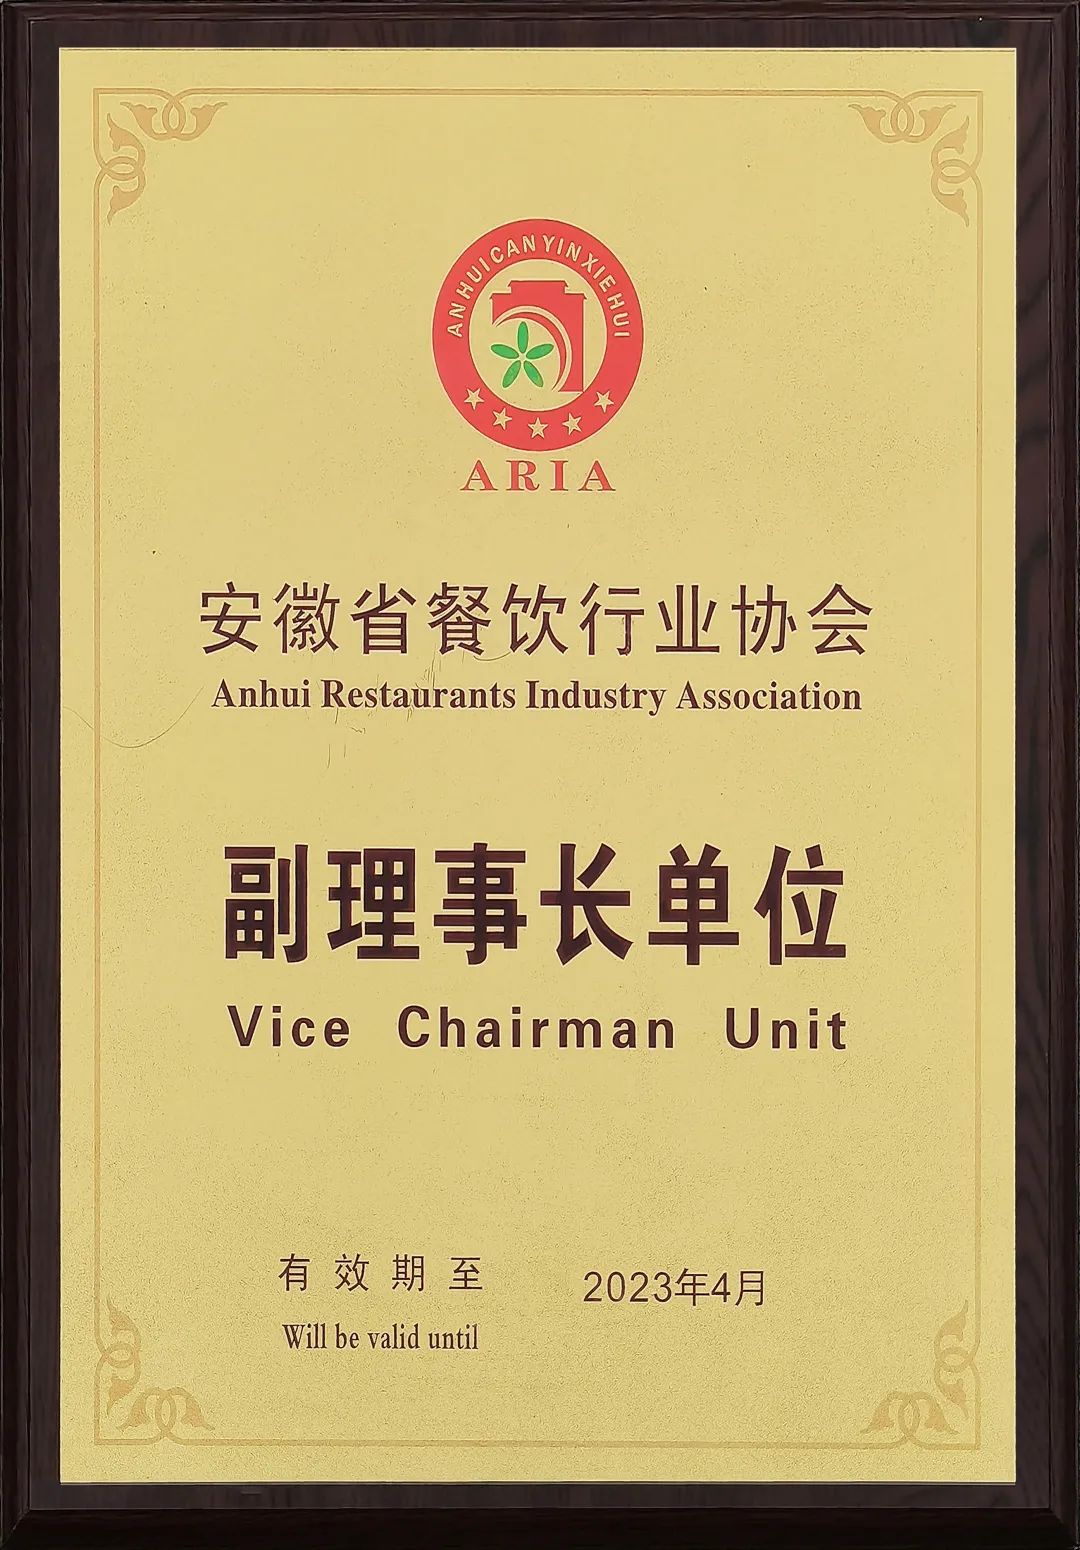 ANHUICANYINXIEHUI
ARIA
安徽省餐饮行业协会
Anhui Restaurants Industry Association
副理事长单位
Vice Chairman Unit
有效期至 2023年4月
Will be valid until